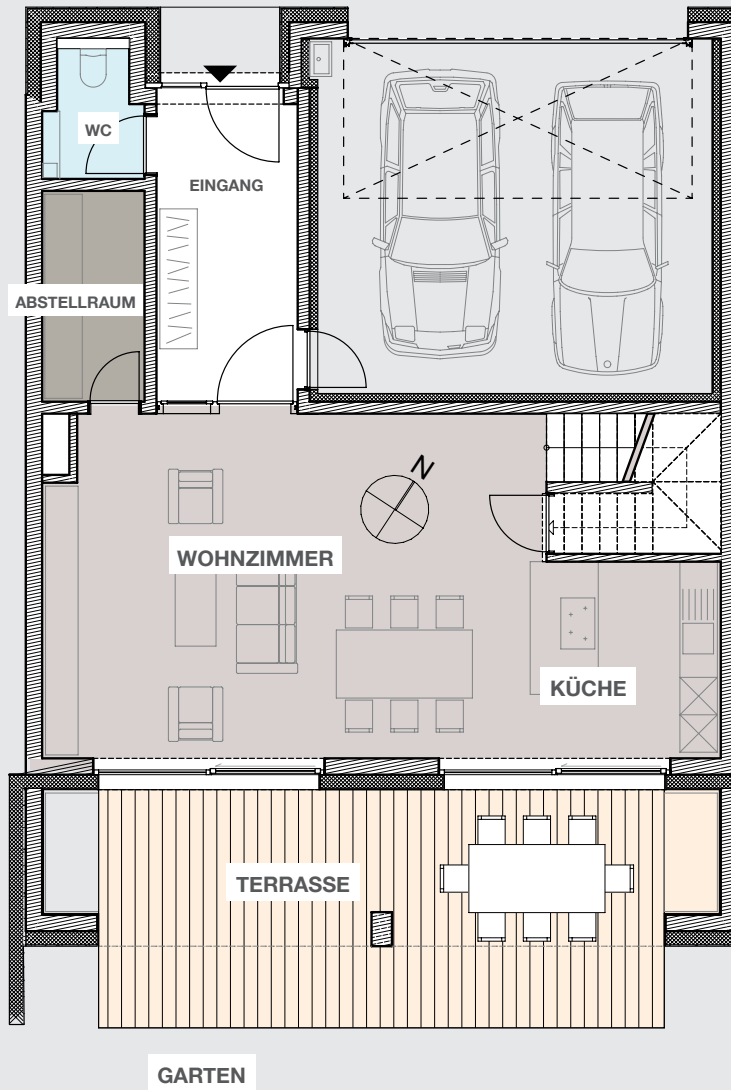 WC
EINGANG
ABSTELLRAUM
N
WOHNZIMMER
KÜCHE
TERRASSE
GARTEN